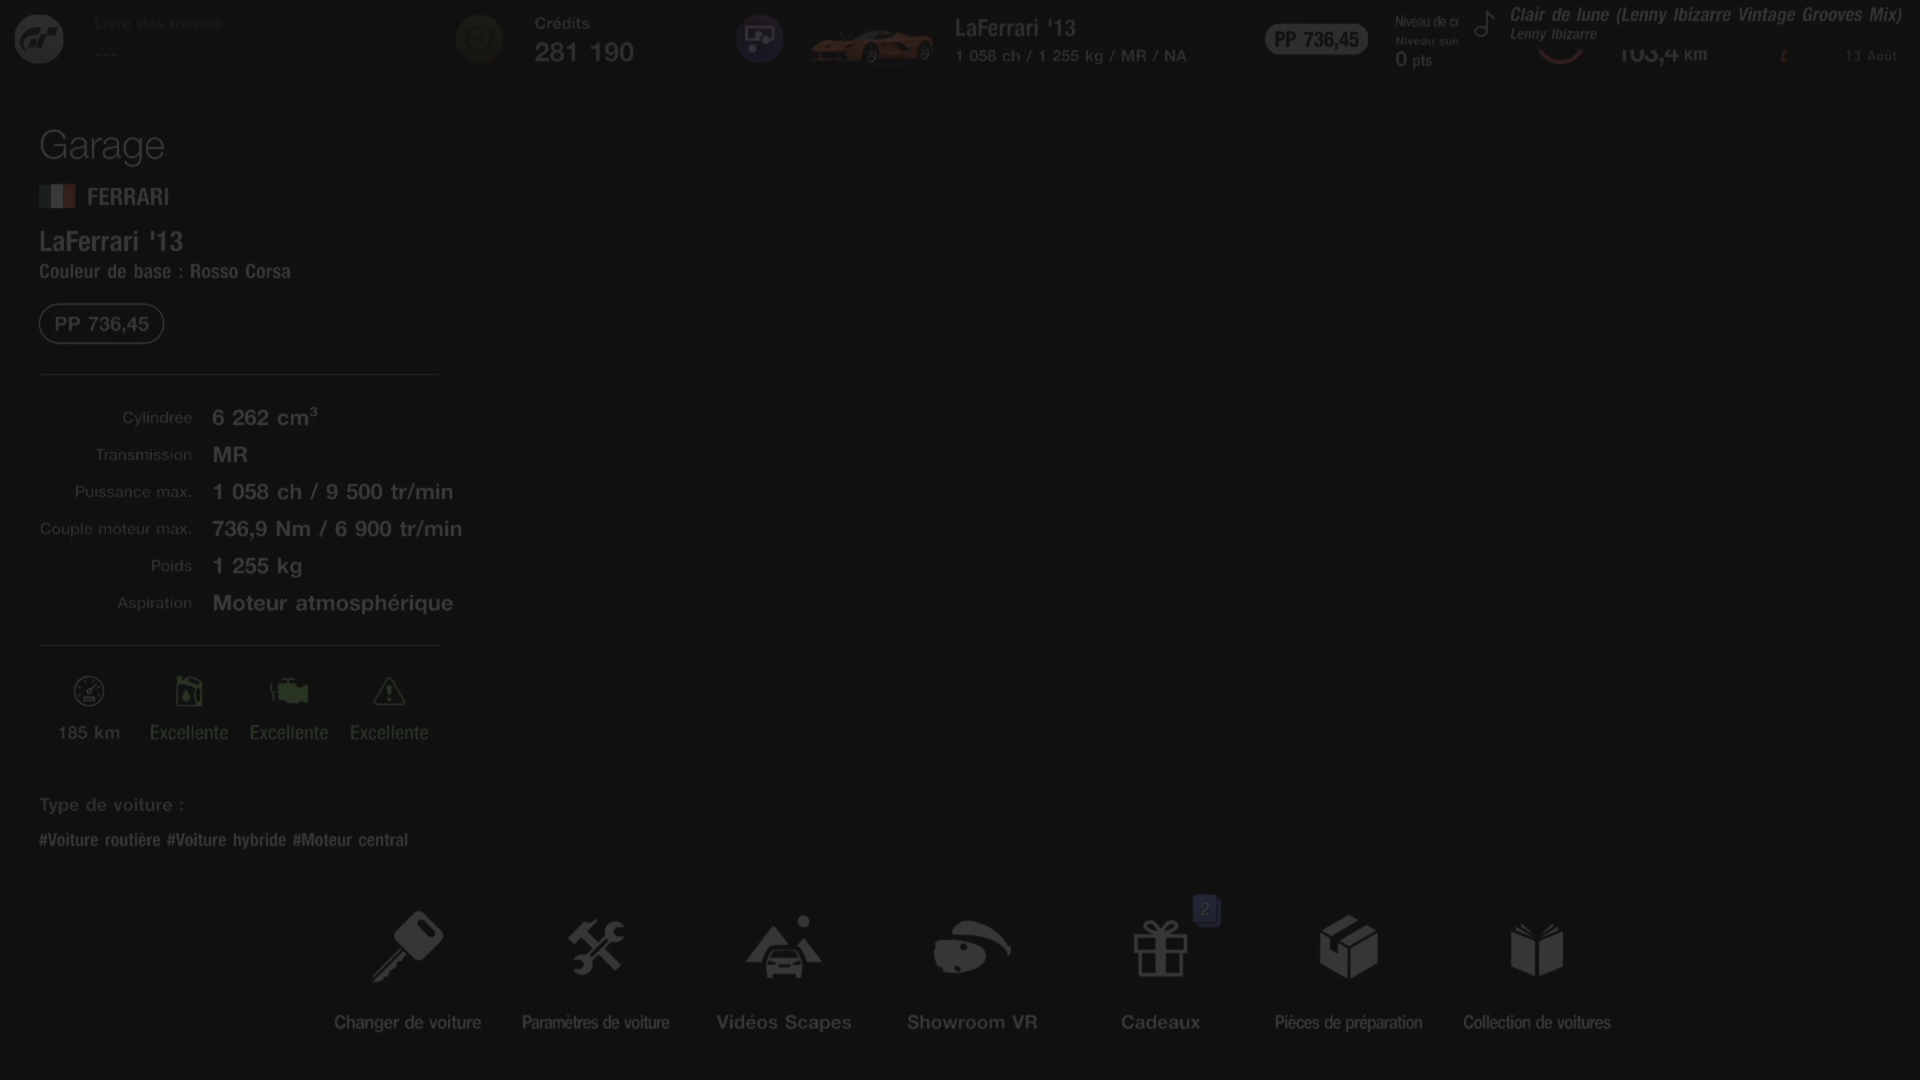 Livre des menus
---
Crédits
281 190
LaFerrari '13
1 058 ch / 1 255 kg / MR / NA
PP 736,45
Niveau de
0 pts
Clair de lune (Lenny Ibizarre Vintage Grooves Mix)
Lenny Ibizarre
103,4 km
13 Août
Garage
FERRARI
LaFerrari '13
Couleur de base : Rosso Corsa
PP 736,45
Cylindrée 6 262 cm³
Transmission MR
Puissance max. 1 058 ch / 9 500 tr/min
Couple moteur max. 736,9 Nm / 6 900 tr/min
Poids 1 255 kg
Aspiration Moteur atmosphérique
185 km Excellente Excellente Excellente
Type de voiture :
#Voiture routière #Voiture hybride #Moteur central
2
Changer de voiture
Paramètres de voiture
Vidéos Scapes
Showroom VR
Cadeaux
Pièces de préparation
Collection de voitures